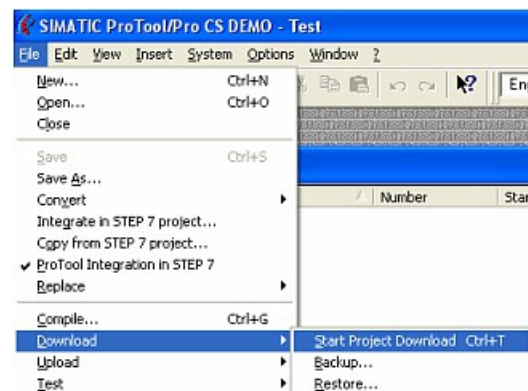 SIMATIC ProTool/Pro CS DEMO - Test
File Edit View Insert System Options Window ?
New... Ctrl+N
Open... Ctrl+O
Close
Save Ctrl+S
Save As...
Convert
Integrate in STEP 7 project...
Copy from STEP 7 project...
ProTool Integration in STEP 7
Replace
Compile... Ctrl+G
Download
Upload
Test
Number
Start Project Download Ctrl+T
Backup...
Restore...